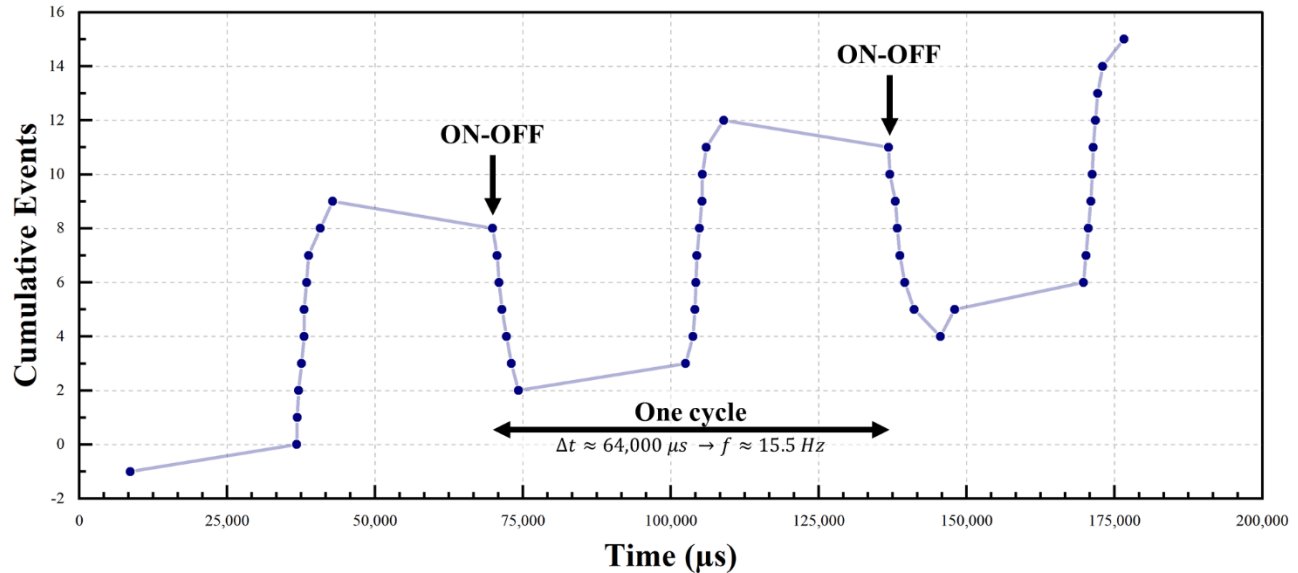 16
14
12
10
8
6
4
2
0
-2
Cumulative Events
ON-OFF
ON-OFF
One cycle
Δt ≈ 64,000 μs → f ≈ 15.5 Hz
0 25,000 50,000 75,000 100,000 125,000 150,000 175,000 200,000
Time (μs)